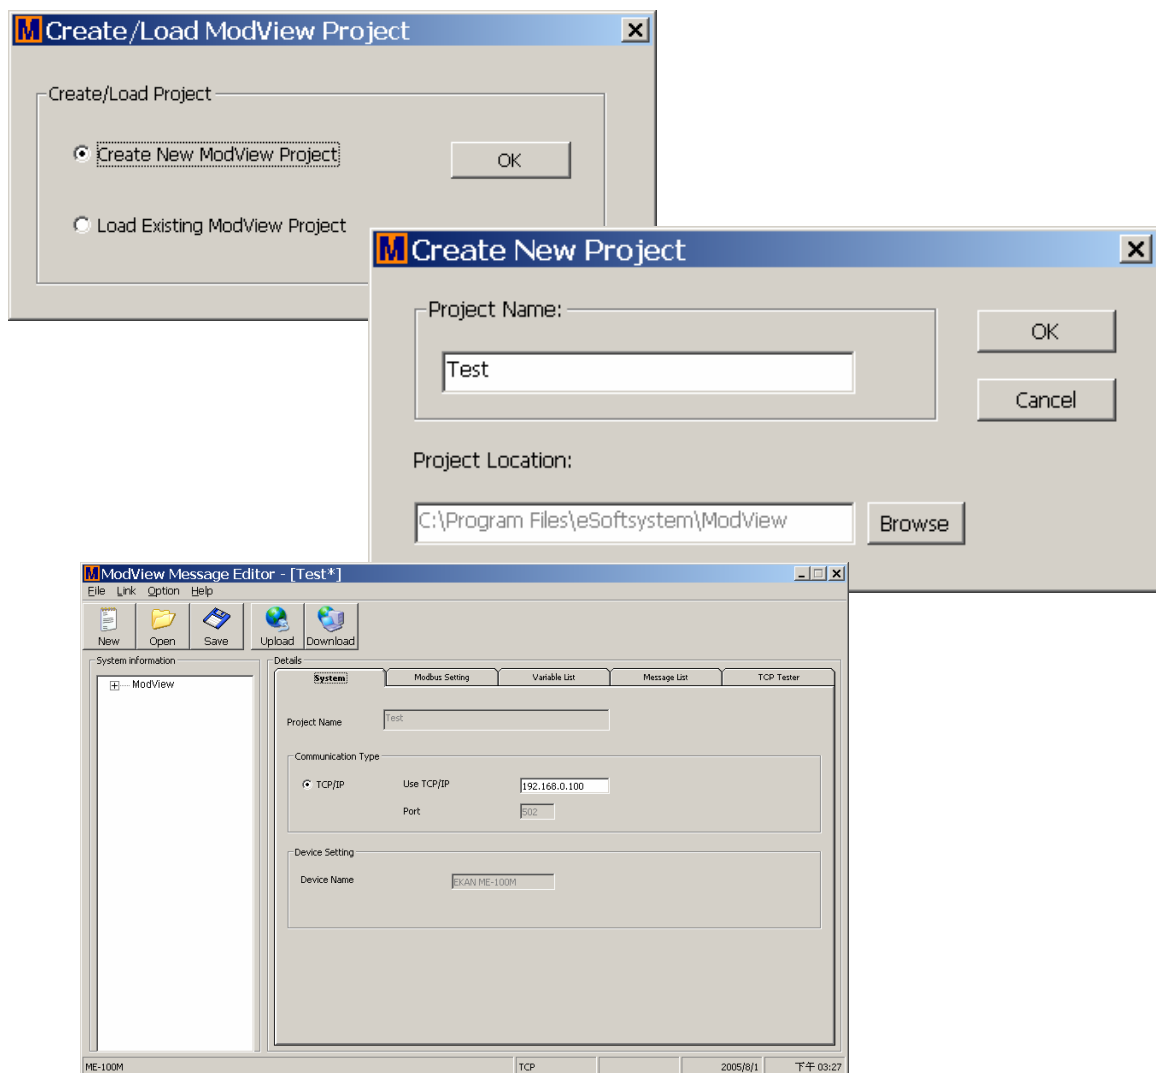 Create/Load ModView Project
Create/Load Project
Create New ModView Project
OK
Load Existing ModView Project
Create New Project
Project Name:
OK
Test
Cancel
Project Location:
C:\Program Files\eSoftsystem\ModView
Browse
ModView Message Editor - [Test*]
File Link Option Help
New Open Save Upload Download
System information
Details
ModView
System Modbus Setting Variable List Message List TCP Tester
Project Name Test
Communication Type
TCP/IP Use TCP/IP 192.168.0.100
Port 502
Device Setting
Device Name EKAN ME-100M
ME-100M TCP 2005/8/1 下午 03:27